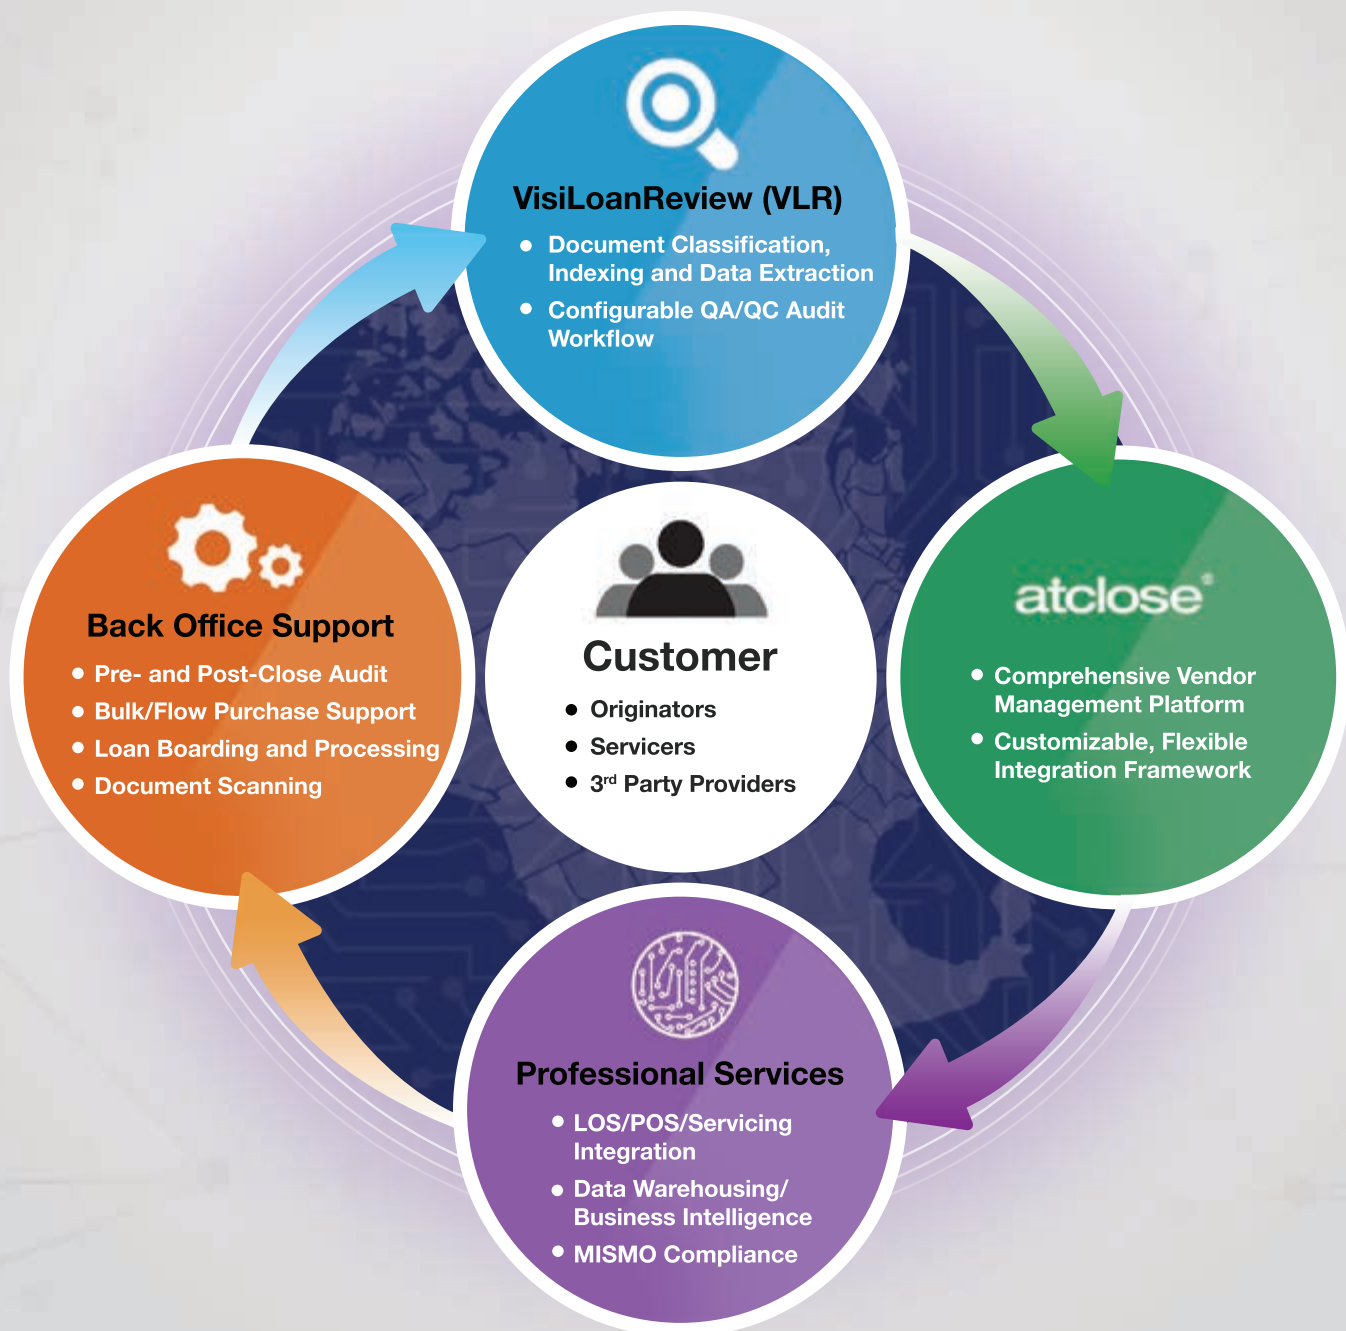 VisiLoanReview (VLR)
• Document Classification,
Indexing and Data Extraction
• Configurable QA/QC Audit
Workflow
Back Office Support
• Pre- and Post-Close Audit
• Bulk/Flow Purchase Support
• Loan Boarding and Processing
• Document Scanning
Customer
• Originators
• Servicers
• 3rd Party Providers
atclose®
• Comprehensive Vendor
Management Platform
• Customizable, Flexible
Integration Framework
Professional Services
• LOS/POS/Servicing
Integration
• Data Warehousing/
Business Intelligence
• MISMO Compliance